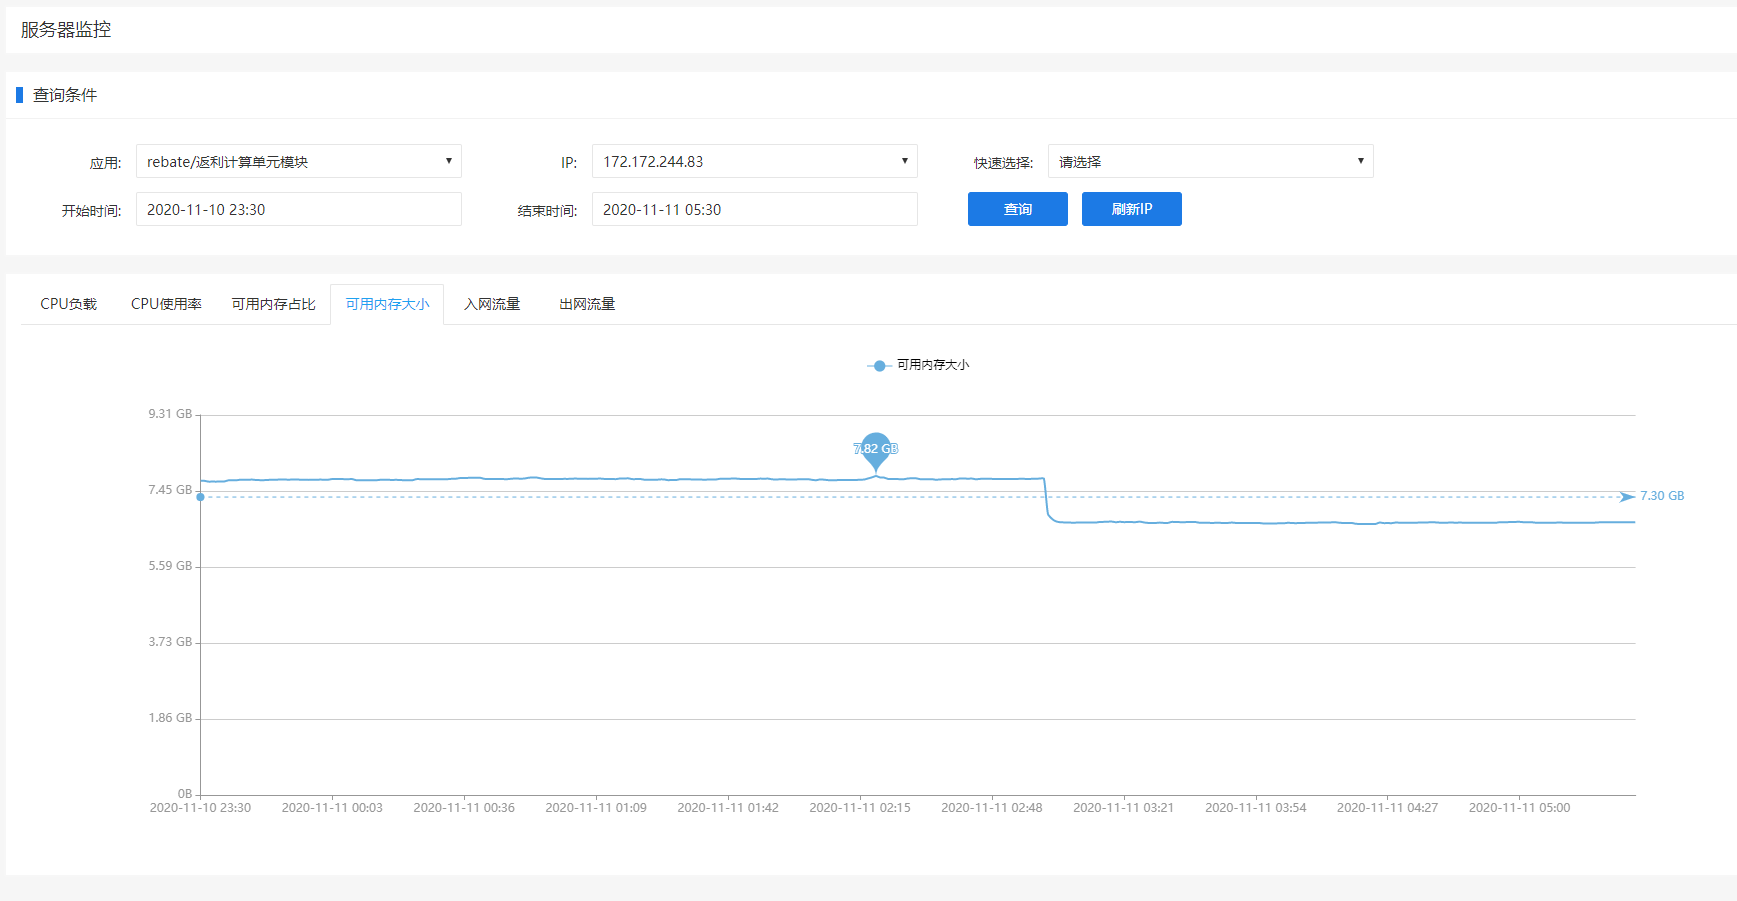 服务器监控
查询条件
应用: rebate/返利计算单元模块 IP: 172.172.244.83 快速选择: 请选择
开始时间: 2020-11-10 23:30 结束时间: 2020-11-11 05:30 查询 刷新IP
CPU负载 CPU使用率 可用内存占比 可用内存大小 入网流量 出网流量
可用内存大小
9.31 GB
7.82 GB
7.45 GB
7.30 GB
5.59 GB
3.73 GB
1.86 GB
0B
2020-11-10 23:30 2020-11-11 00:03 2020-11-11 00:36 2020-11-11 01:09 2020-11-11 01:42 2020-11-11 02:15 2020-11-11 02:48 2020-11-11 03:21 2020-11-11 03:54 2020-11-11 04:27 2020-11-11 05:00